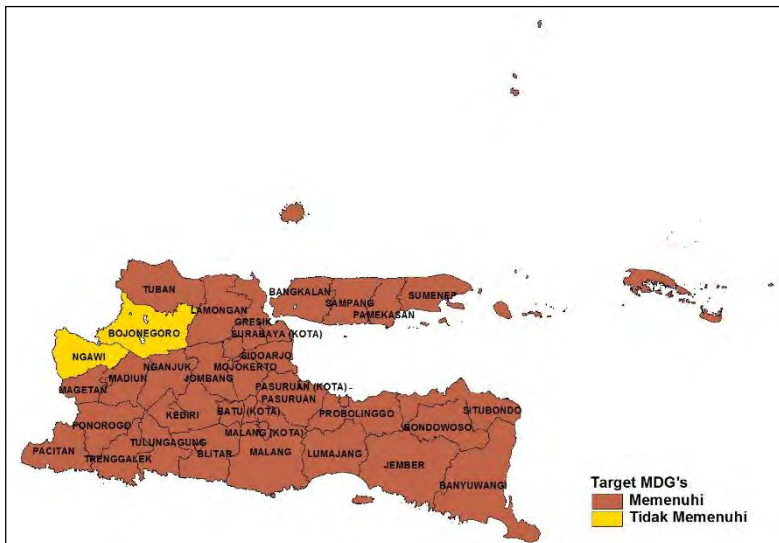 TUBAN
BANGKALAN
SAMPANG
SUMENEP
PAMEKASAN
LAMONGAN
GRESIK
SURABAYA (KOTA)
BOJONEGORO
NGAWI
SIDOARJO
NGANJUK
MOJOKERTO
JOMBANG
MADIUN
MAGETAN
PASURUAN (KOTA)
PASURUAN
PROBOLINGGO
SITUBONDO
BONDOWOSO
KEDIRI
BATU (KOTA)
PONOROGO
MALANG (KOTA)
TULUNGAGUNG
PACITAN
TRENGGALEK
BLITAR
MALANG
LUMAJANG
JEMBER
BANYUWANGI
Target MDG's
Memenuhi
Tidak Memenuhi